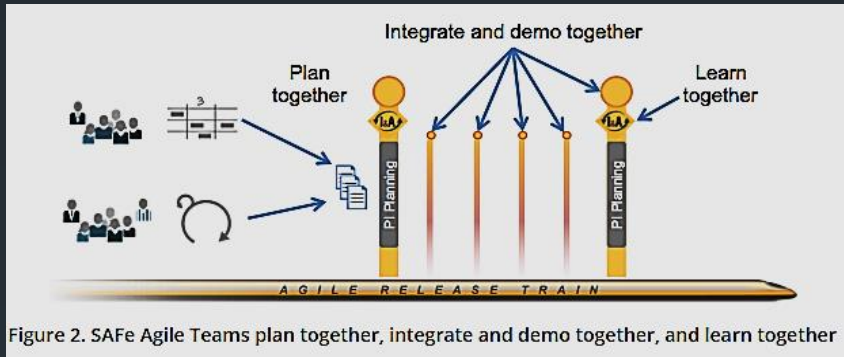 Integrate and demo together
Plan
together
Learn
together
3
I&A
I&A
PI Planning
PI Planning
AGILE RELEASE TRAIN
Figure 2. SAFe Agile Teams plan together, integrate and demo together, and learn together